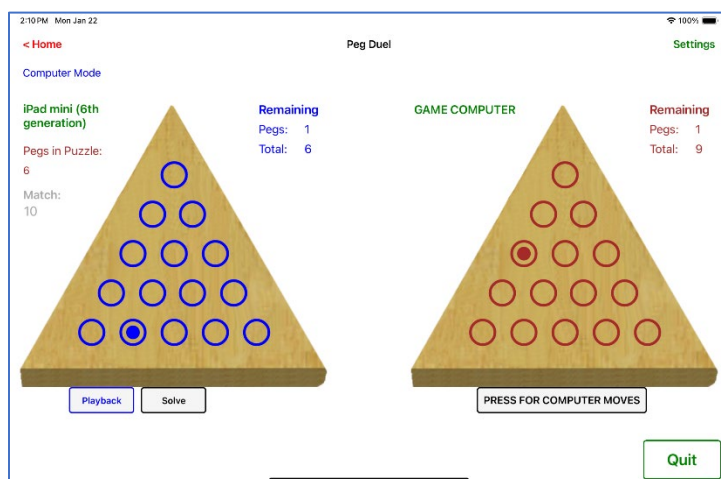 2:10 PM Mon Jan 22
100%
< Home
Peg Duel
Settings
Computer Mode
iPad mini (6th
generation)
Remaining
Pegs: 1
Total: 6
Pegs in Puzzle:
6
Match:
10
GAME COMPUTER
Remaining
Pegs: 1
Total: 9
Playback
Solve
PRESS FOR COMPUTER MOVES
Quit